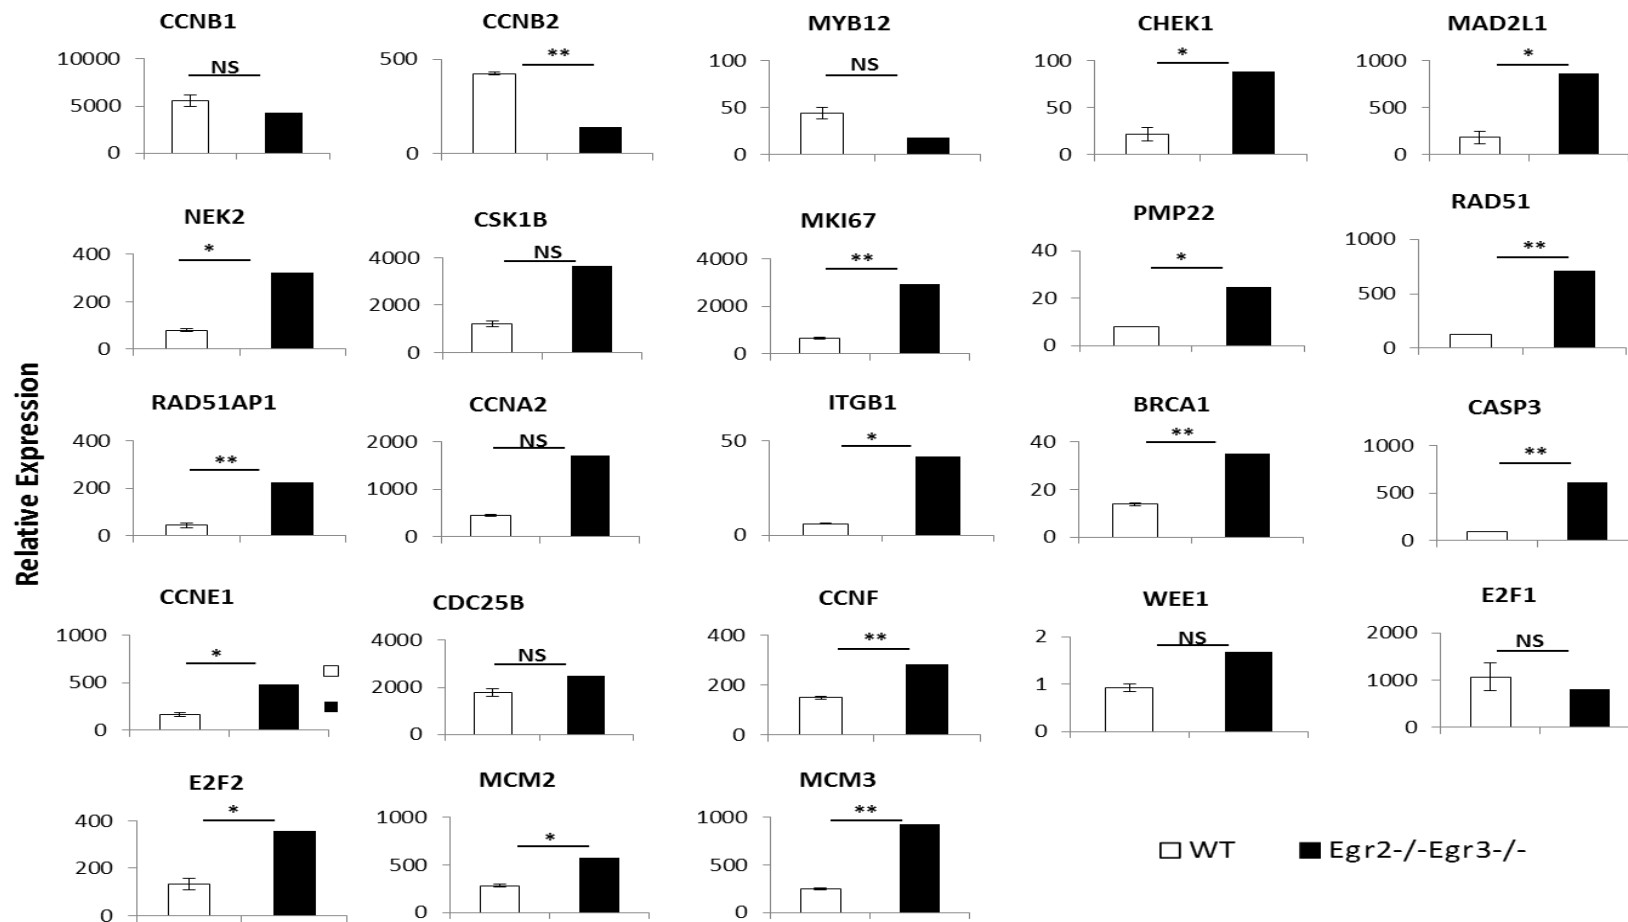 CCNB1
10000
5000
0
NS
CCNB2
500
0
**
MYB12
100
50
0
NS
CHEK1
100
50
0
*
MAD2L1
1000
500
0
*
Relative Expression
NEK2
400
200
0
*
CSK1B
4000
2000
0
NS
MKI67
4000
2000
0
**
PMP22
40
20
0
*
RAD51
1000
500
0
**
RAD51AP1
400
200
0
**
CCNA2
2000
1000
0
NS
ITGB1
50
0
*
BRCA1
40
20
0
**
CASP3
1000
500
0
**
CCNE1
1000
500
0
*
CDC25B
4000
2000
0
NS
CCNF
400
200
0
**
WEE1
2
1
0
NS
E2F1
2000
1000
0
NS
E2F2
400
200
0
*
MCM2
1000
500
0
*
MCM3
1000
500
0
**
WT
Egr2-/-Egr3-/-